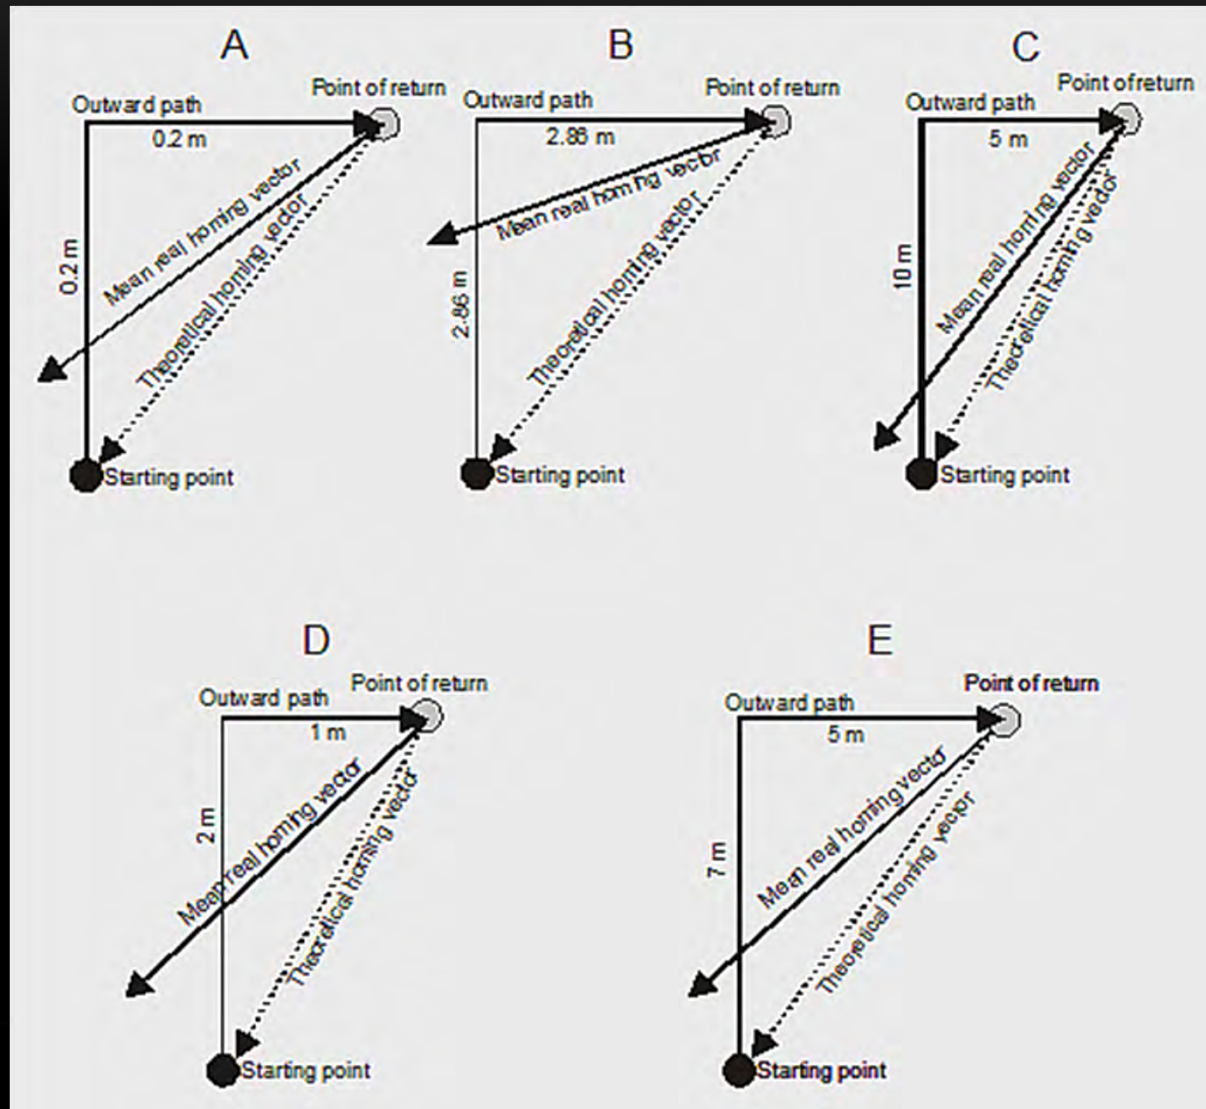 A
Point of return
Outward path
0.2 m
Mean real homing vector
Theoretical homing vector
0.2 m
Starting point
B
Point of return
Outward path
2.86 m
Mean real homing vector
Theoretical homing vector
2.86 m
Starting point
C
Point of return
Outward path
5 m
Mean real homing vector
Theoretical homing vector
10 m
Starting point
D
Point of return
Outward path
1 m
Mean real homing vector
Theoretical homing vector
2 m
Starting point
E
Point of return
Outward path
5 m
Mean real homing vector
Theoretical homing vector
7 m
Starting point